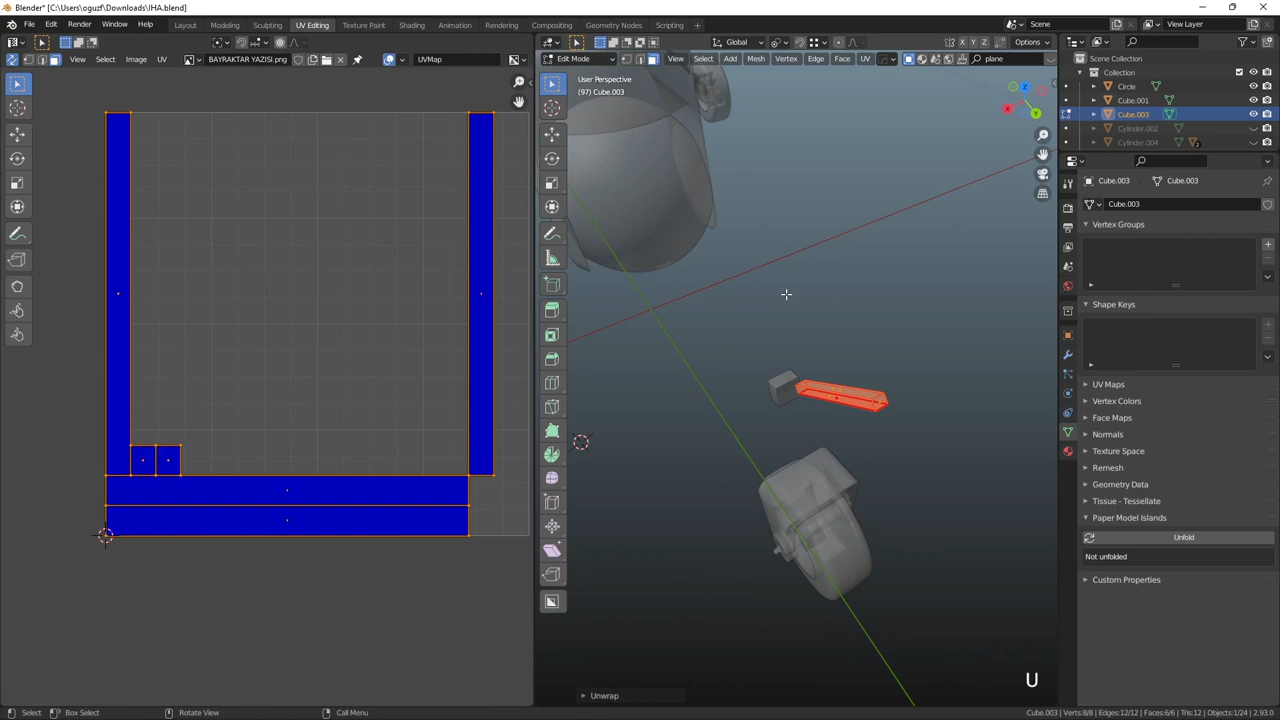 Blender* [C:\Users\oguzf\Downloads\IHA.blend]
File Edit Render Window Help Layout Modeling Sculpting UV Editing Texture Paint Shading Animation Rendering Compositing Geometry Nodes Scripting + Scene View Layer
Global Options
View Select Image UV BAYRAKTAR YAZISI.png UVMap
Edit Mode View Select Add Mesh Vertex Edge Face UV plane
User Perspective
(97) Cube.003
X
Y
Z
Scene Collection
Collection
Circle
Cube.001
Cube.003
Cylinder.002
Cylinder.004 2
Cube.003 Cube.003
Cube.003
Vertex Groups
Shape Keys
UV Maps
Vertex Colors
Face Maps
Normals
Texture Space
Remesh
Geometry Data
Tissue - Tessellate
Paper Model Islands
Unfold
Not unfolded
Custom Properties
U
Unwrap
Select Box Select Rotate View Call Menu Cube.003 | Verts:8/8 | Edges:12/12 | Faces:6/6 | Tris:12 | Objects:1/24 | 2.93.0